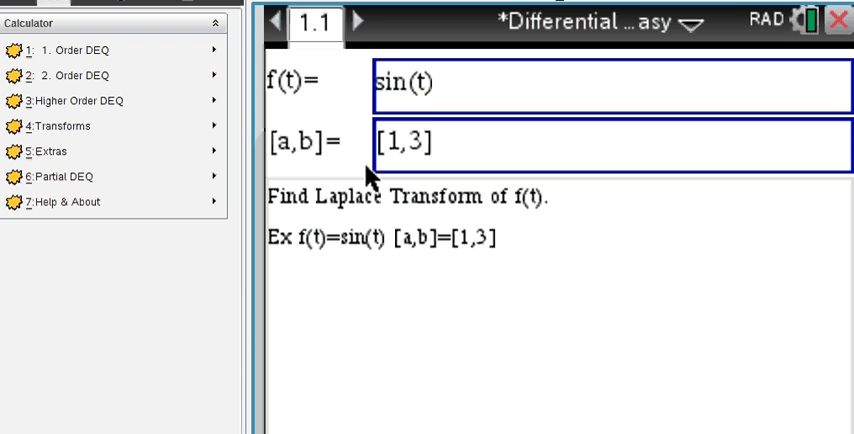 Calculator
1: 1. Order DEQ
2: 2. Order DEQ
3:Higher Order DEQ
4:Transforms
5:Extras
6:Partial DEQ
7:Help & About
1.1
*Differential ...asy
RAD
f(t)=
sin(t)
[a,b]=
[1,3]
Find Laplace Transform of f(t).
Ex f(t)=sin(t) [a,b]=[1,3]